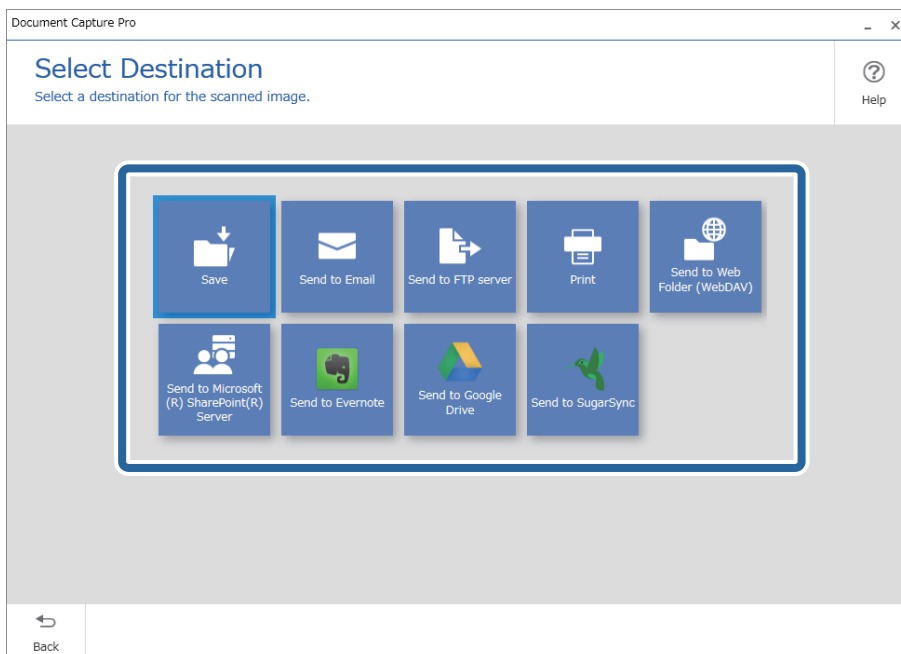 Document Capture Pro
Select Destination
Select a destination for the scanned image.
Help
Save
Send to Email
Send to FTP server
Print
Send to Web
Folder (WebDAV)
Send to Microsoft
(R) SharePoint(R)
Server
Send to Evernote
Send to Google
Drive
Send to SugarSync
Back